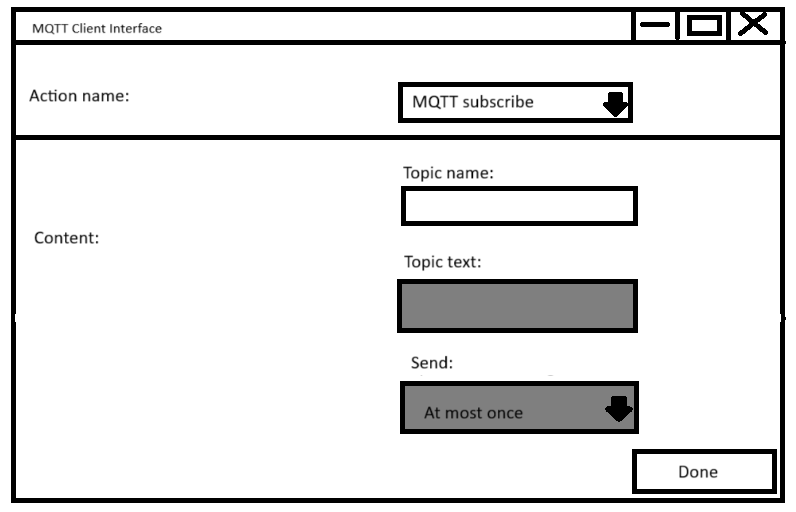 MQTT Client Interface
Action name:
MQTT subscribe
Topic name:
Content:
Topic text:
Send:
At most once
Done